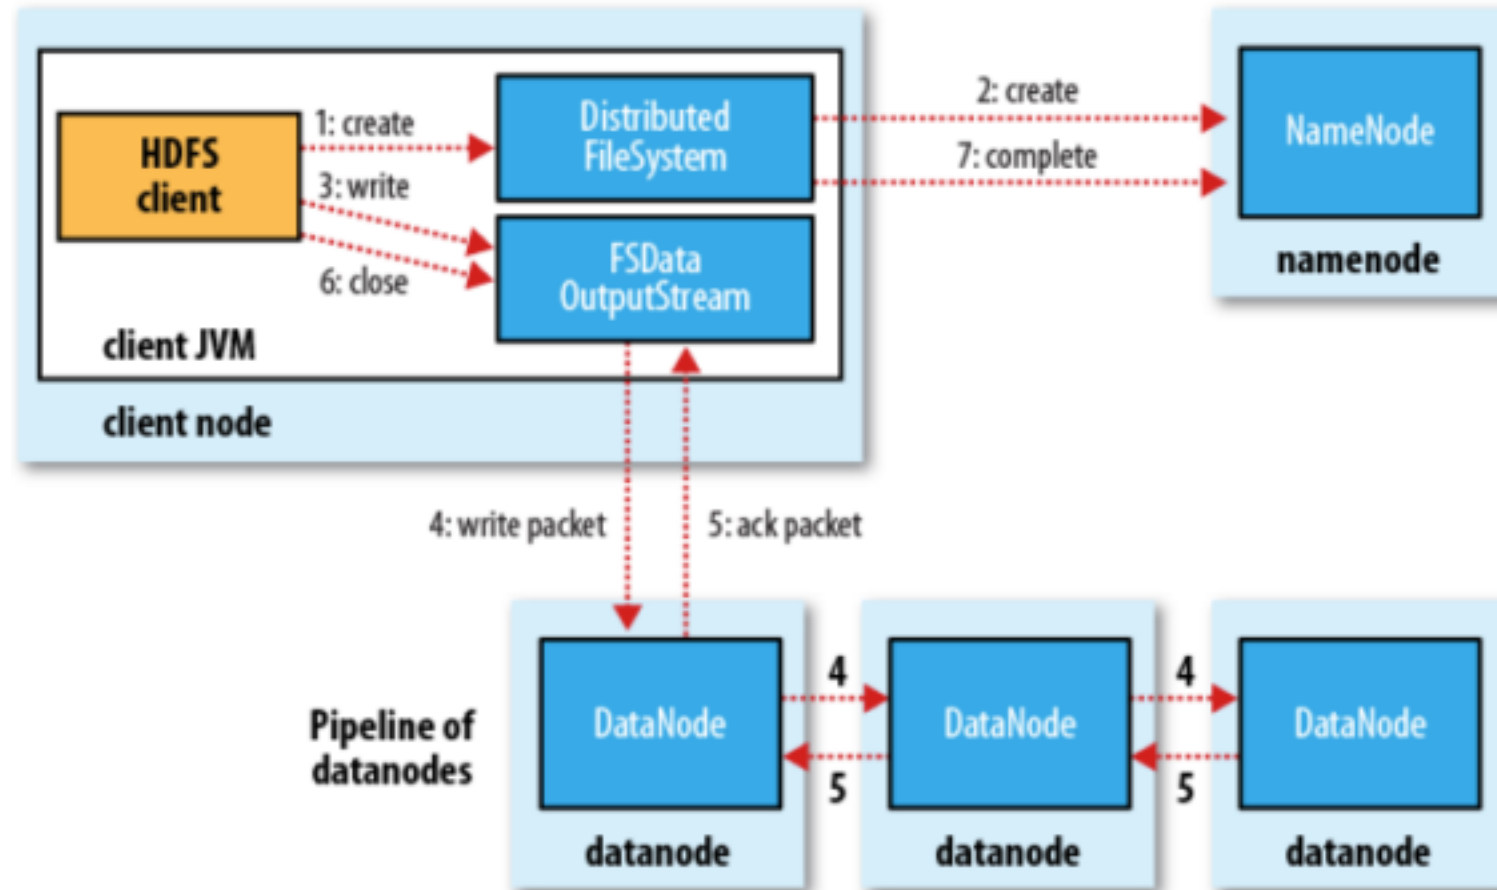 1: create
HDFS
client
3: write
6: close
Distributed
FileSystem
FSData
OutputStream
client JVM
client node
2: create
7: complete
NameNode
namenode
4: write packet
5: ack packet
Pipeline of
datanodes
DataNode
4
5
DataNode
4
5
DataNode
datanode
datanode
datanode